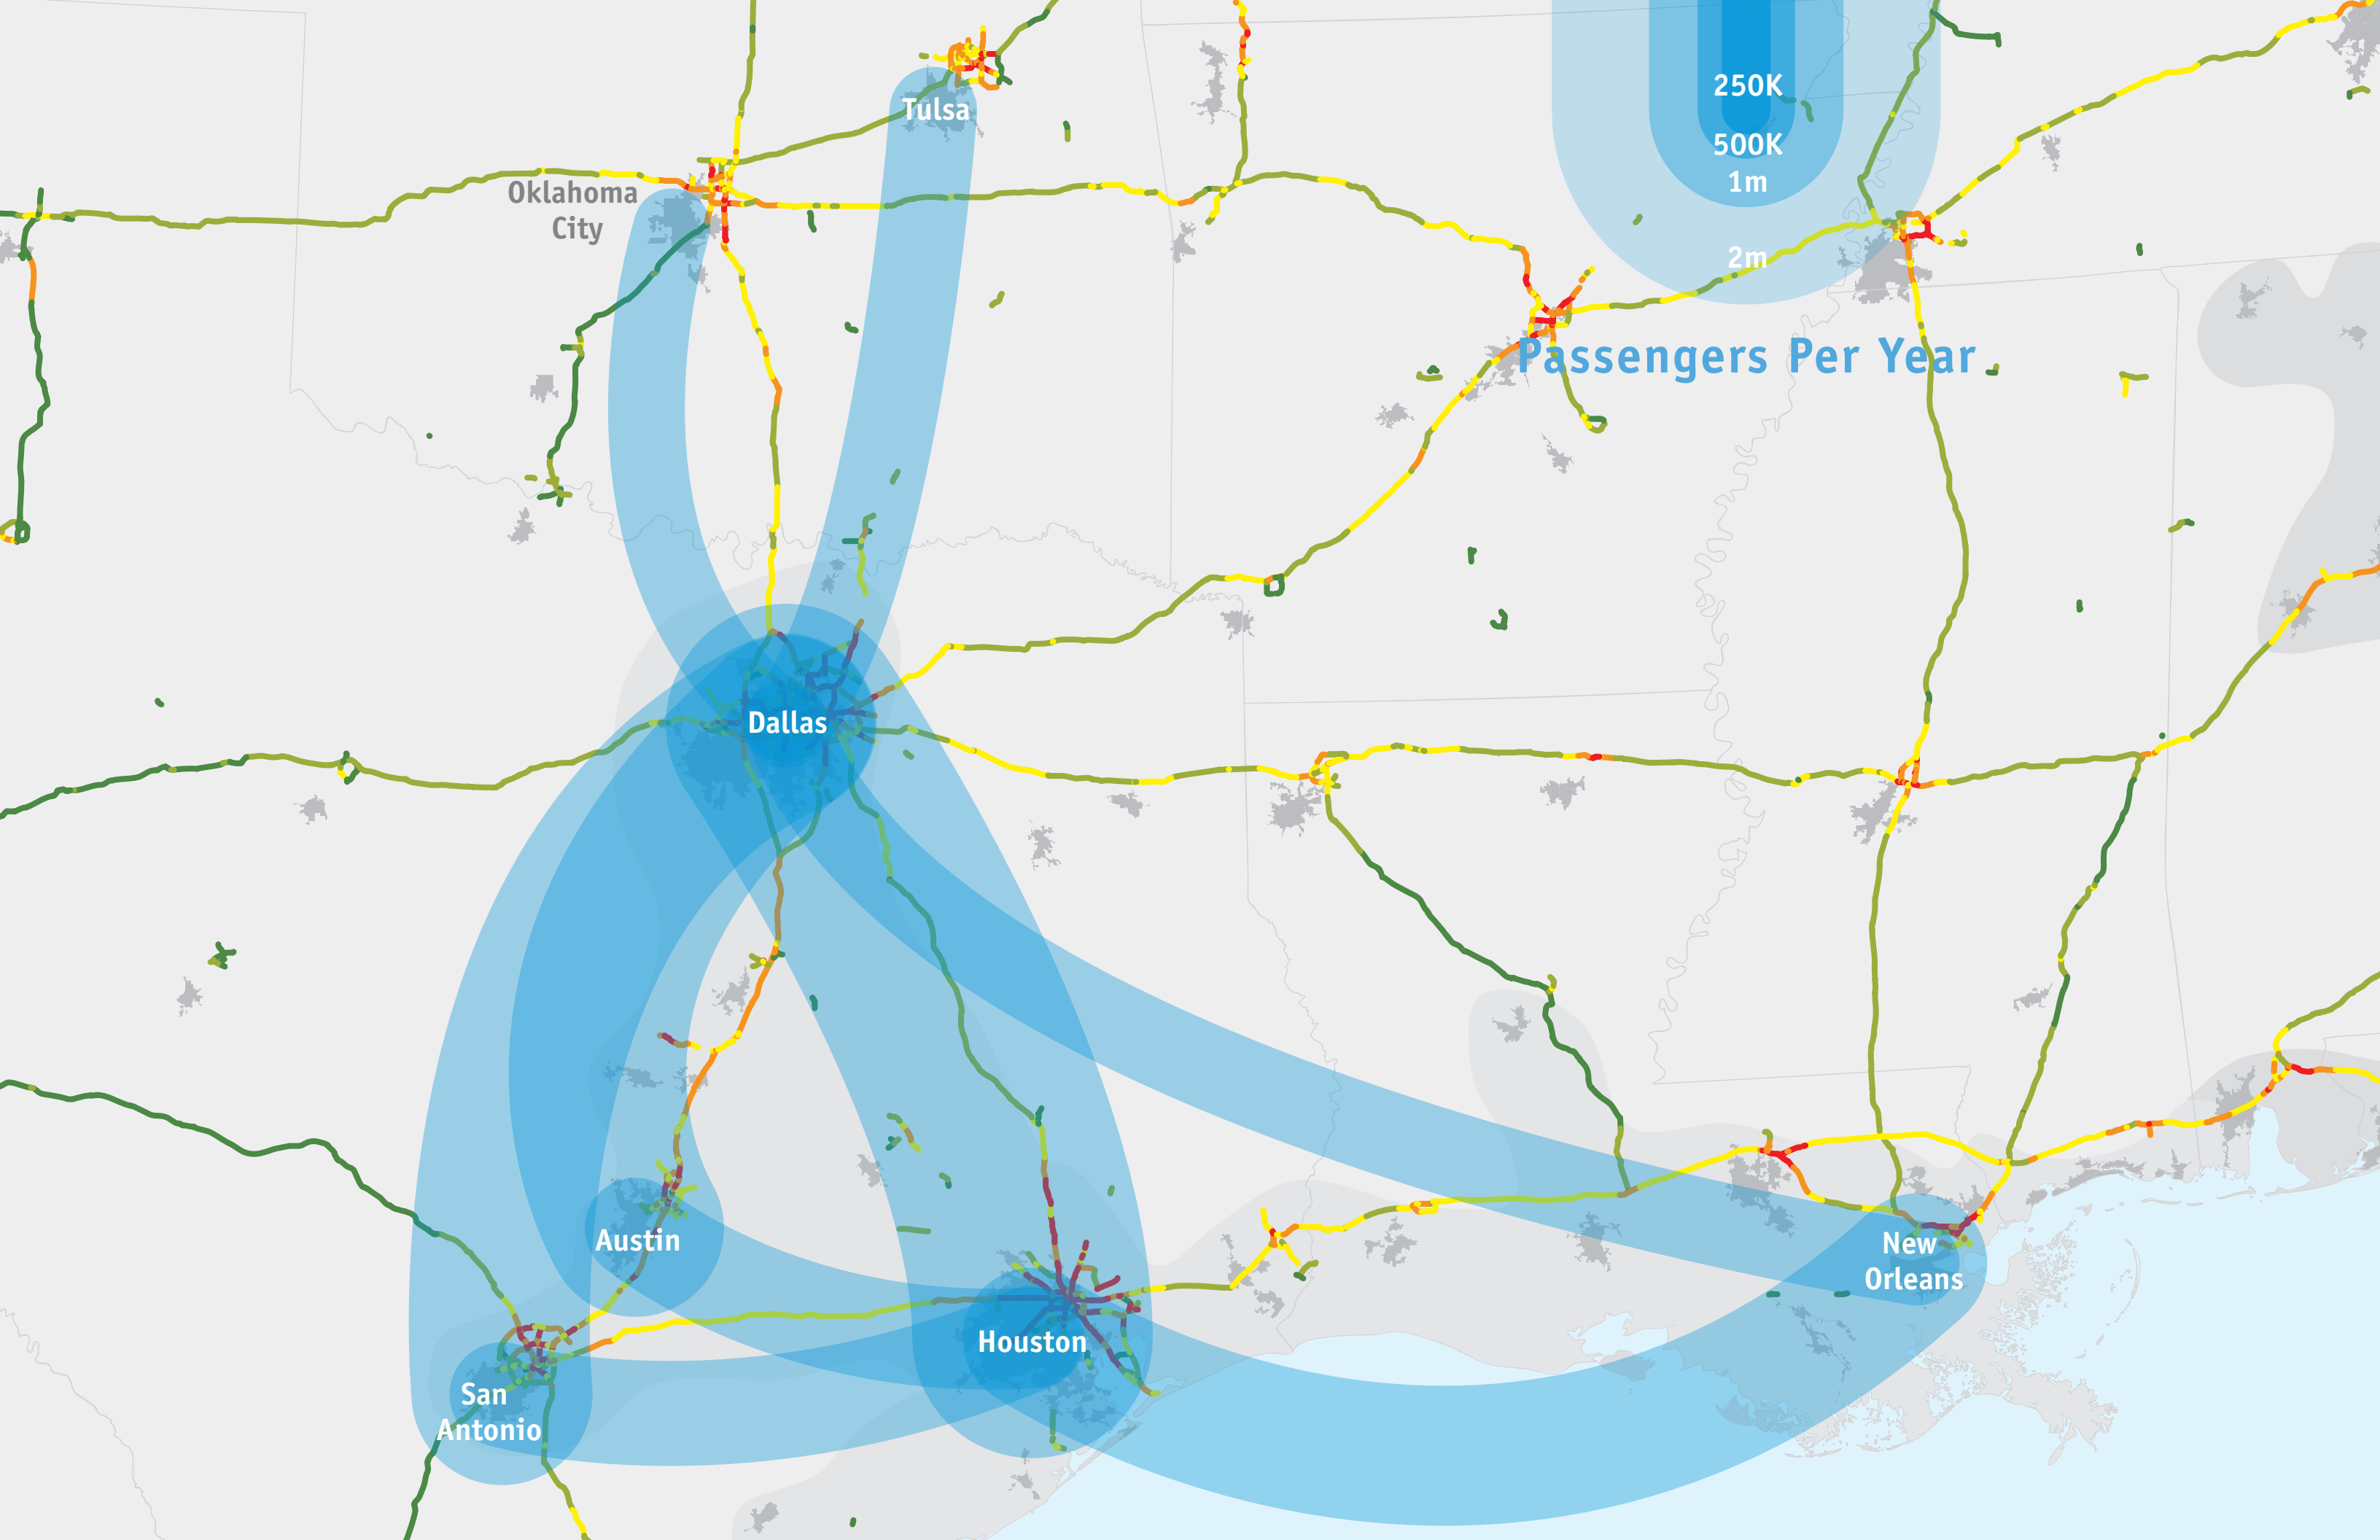 250K
Tulsa
500K
1m
Oklahoma
City
2m
Passengers Per Year
Dallas
Austin
New
Orleans
Houston
San
Antonio